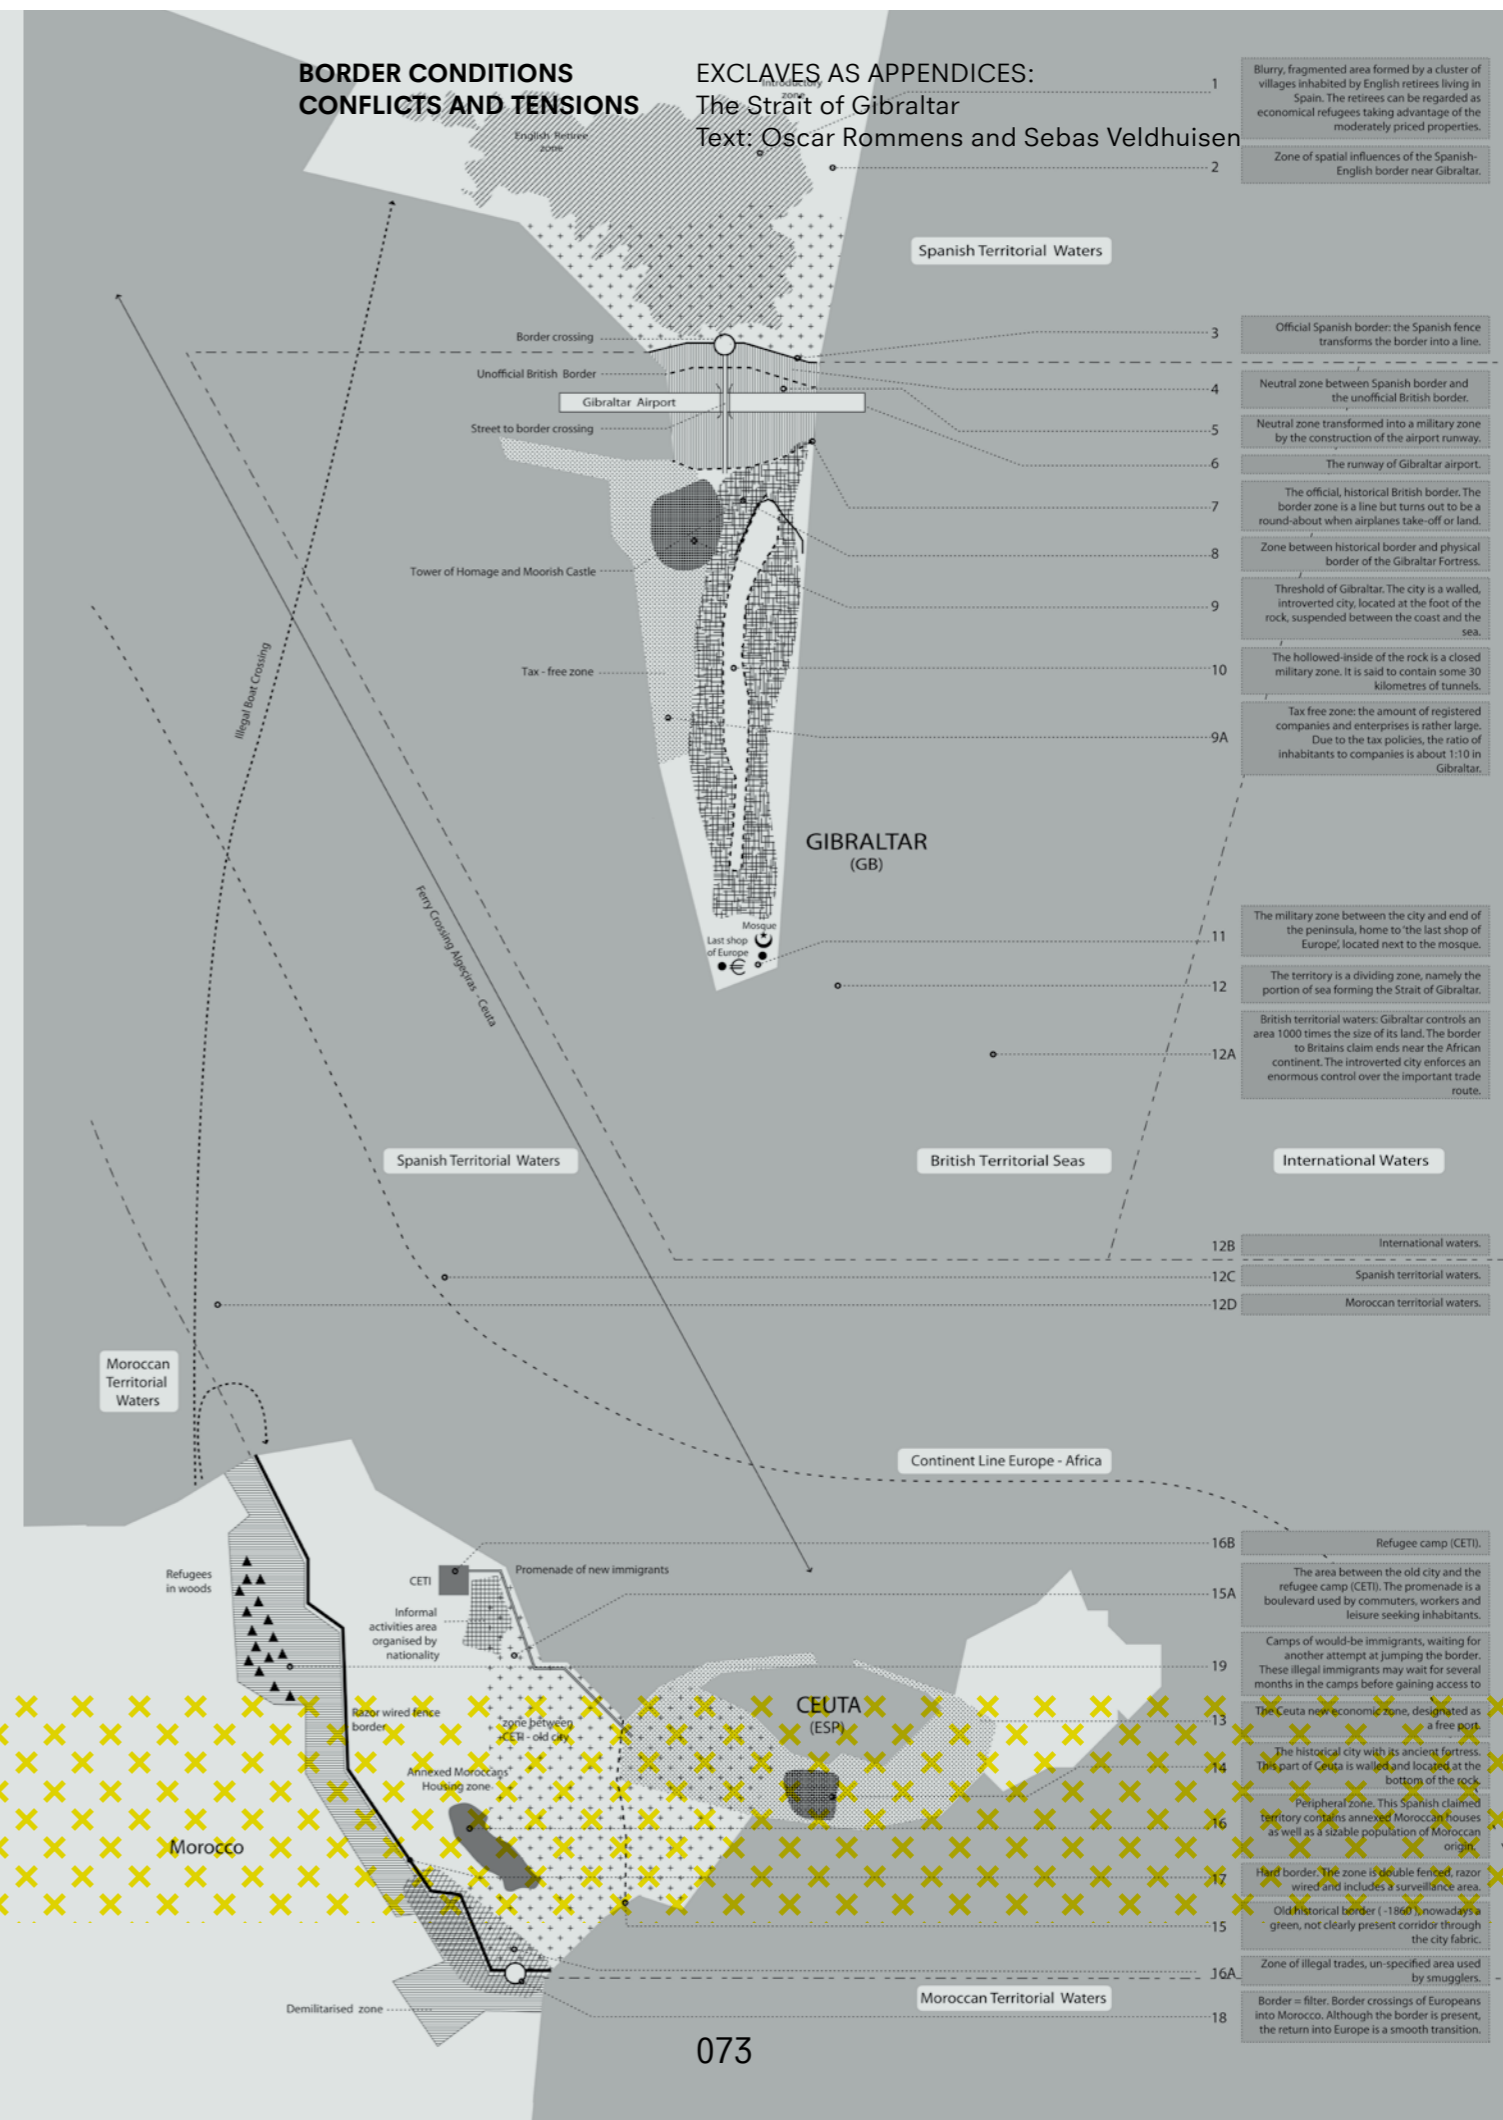 BORDER CONDITIONS
CONFLICTS AND TENSIONS
EXCLAVES AS APPENDICES:
The Strait of Gibraltar
Text: Oscar Rommens and Sebas Veldhuisen
Introductory
zone
English Retiree
zone
1
Blurry, fragmented area formed by a cluster of
villages inhabited by English retirees living in
Spain. The retirees can be regarded as
economical refugees taking advantage of the
moderately priced properties.
2
Zone of spatial influences of the Spanish-
English border near Gibraltar.
Spanish Territorial Waters
Border crossing
3
Official Spanish border: the Spanish fence
transforms the border into a line.
Unofficial British Border
4
Neutral zone between Spanish border and
the unofficial British border.
Gibraltar Airport
Street to border crossing
5
Neutral zone transformed into a military zone
by the construction of the airport runway.
6
The runway of Gibraltar airport.
7
The official, historical British border. The
border zone is a line but turns out to be a
round-about when airplanes take-off or land.
8
Zone between historical border and physical
border of the Gibraltar Fortress.
Tower of Homage and Moorish Castle
9
Threshold of Gibraltar. The city is a walled,
introverted city, located at the foot of the
rock, suspended between the coast and the
sea.
Illegal Boat Crossing
Tax - free zone
10
The hollowed-inside of the rock is a closed
military zone. It is said to contain some 30
kilometres of tunnels.
9A
Tax free zone: the amount of registered
companies and enterprises is rather large.
Due to the tax policies, the ratio of
inhabitants to companies is about 1:10 in
Gibraltar.
GIBRALTAR
(GB)
Ferry Crossing Algeçiras - Ceuta
Mosque
Last shop
of Europe
€
11
The military zone between the city and end of
the peninsula, home to 'the last shop of
Europe', located next to the mosque.
12
The territory is a dividing zone, namely the
portion of sea forming the Strait of Gibraltar.
12A
British territorial waters: Gibraltar controls an
area 1000 times the size of its land. The border
to Britains claim ends near the African
continent. The introverted city enforces an
enormous control over the important trade
route.
Spanish Territorial Waters
British Territorial Seas
International Waters
12B
International waters.
12C
Spanish territorial waters.
12D
Moroccan territorial waters.
Moroccan
Territorial
Waters
Continent Line Europe - Africa
16B
Refugee camp (CETI).
Refugees
in woods
CETI
Promenade of new immigrants
15A
The area between the old city and the
refugee camp (CETI). The promenade is a
boulevard used by commuters, workers and
leisure seeking inhabitants.
Informal
activities area
organised by
nationality
19
Camps of would-be immigrants, waiting for
another attempt at jumping the border.
These illegal immigrants may wait for several
months in the camps before gaining access to
CEUTA
(ESP)
Razor wired fence
border
zone between
CETI - old city
13
The Ceuta new economic zone, designated as
a free port.
Annexed Moroccans
Housing zone
14
The historical city with its ancient fortress.
This part of Ceuta is walled and located at the
bottom of the rock.
16
Peripheral zone. This Spanish claimed
territory contains annexed Moroccan houses
as well as a sizable population of Moroccan
origin.
Morocco
17
Hard border. The zone is double fenced, razor
wired and includes a surveillance area.
15
Old historical border ( -1860 ), nowadays a
green, not clearly present corridor through
the city fabric.
16A
Zone of illegal trades, un-specified area used
by smugglers.
Moroccan Territorial Waters
Demilitarised zone
18
Border = filter. Border crossings of Europeans
into Morocco. Although the border is present,
the return into Europe is a smooth transition.
073